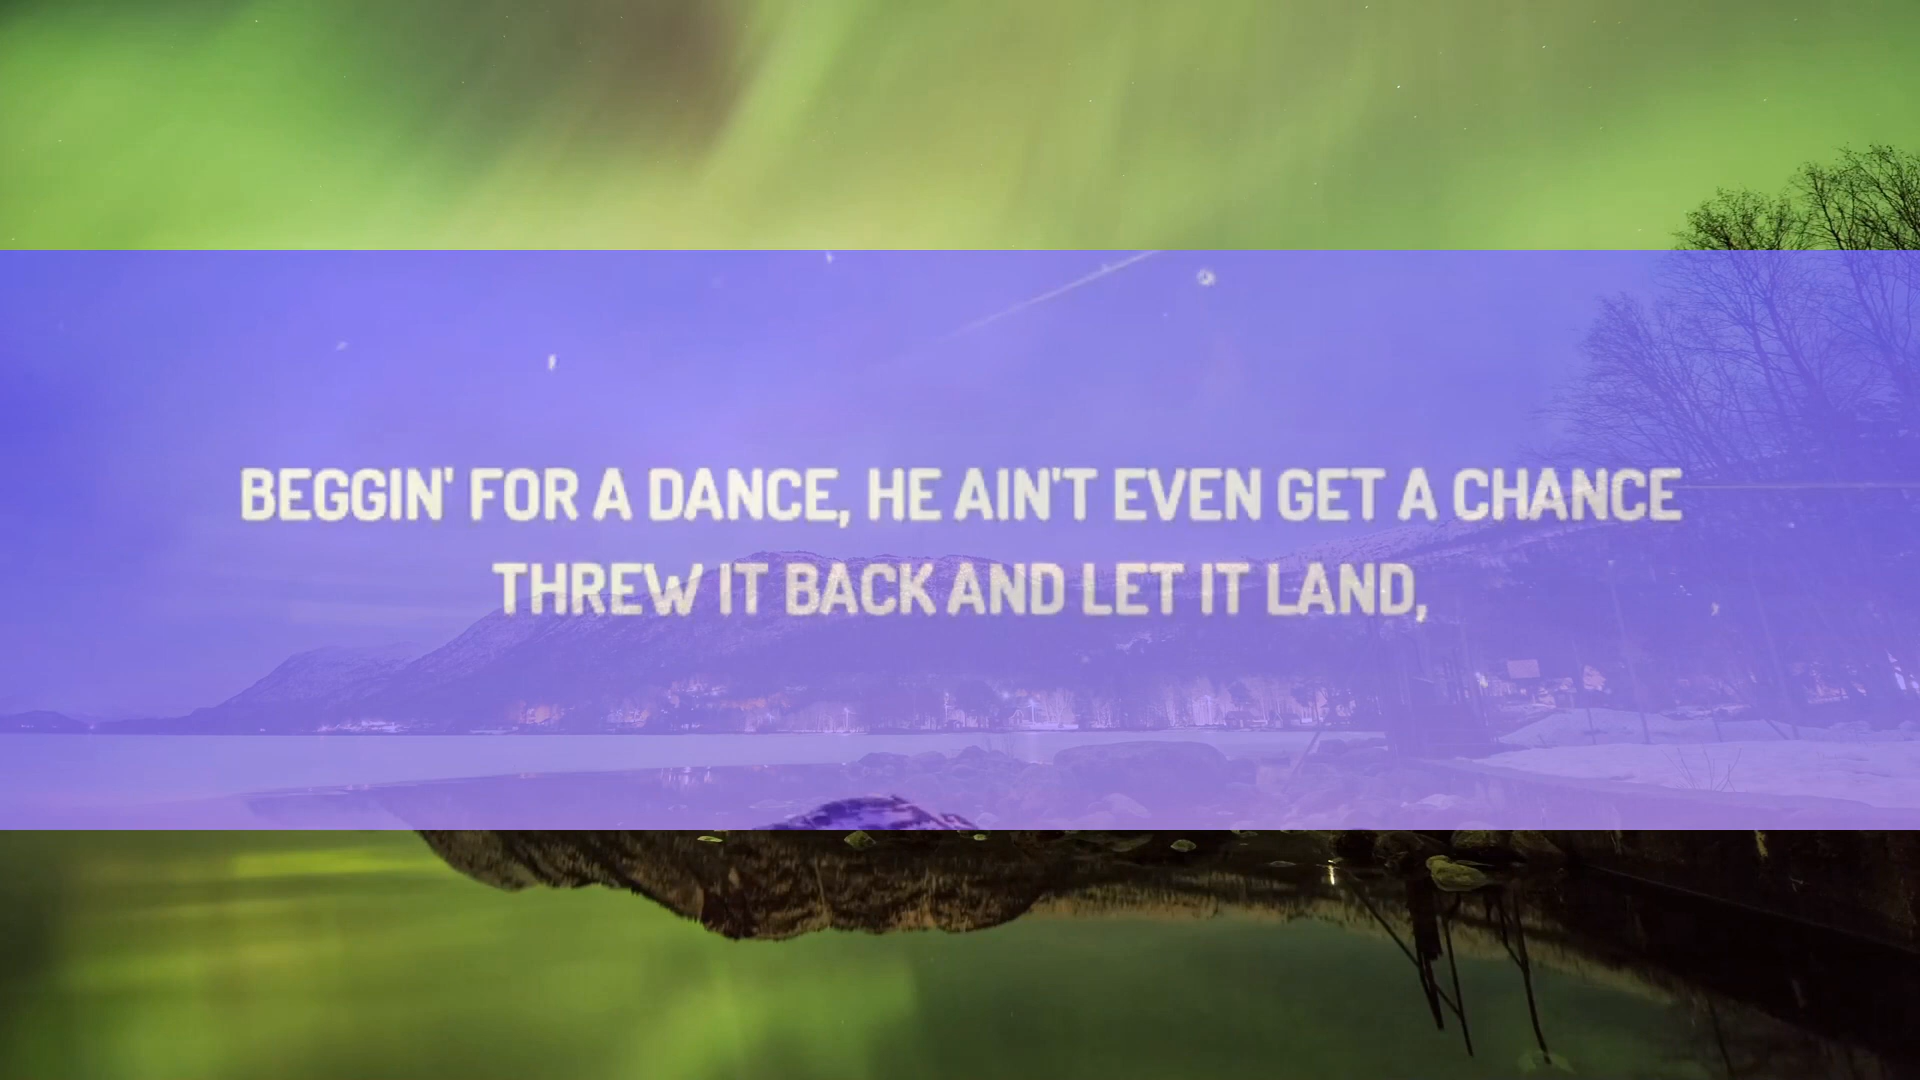 BEGGIN' FOR A DANCE, HE AIN'T EVEN GET A CHANCE
THREW IT BACK AND LET IT LAND,